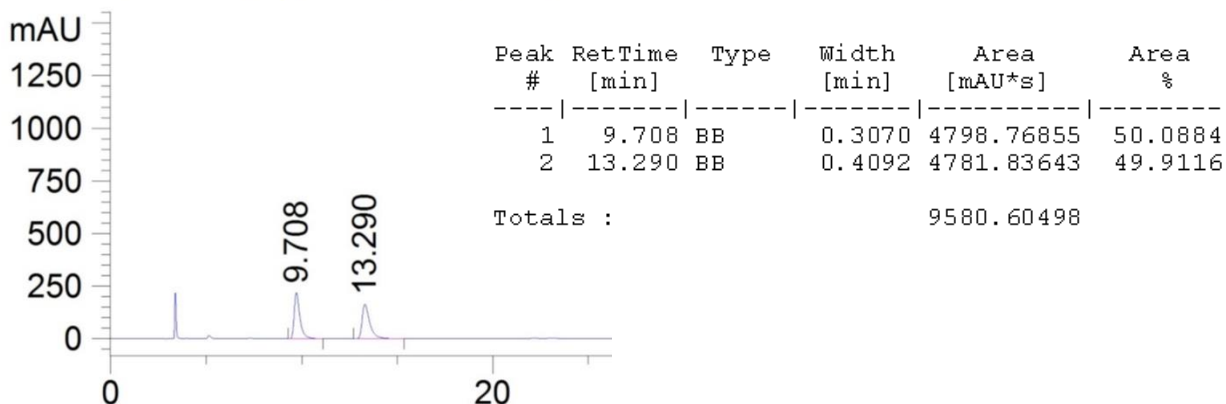 mAU
1250
1000
750
500
250
0
9.708
13.290
0
20
Peak RetTime Type Width Area Area
# [min] [min] [mAU*s] %
----|-------|------|-------|----------|--------
1 9.708 BB 0.3070 4798.76855 50.0884
2 13.290 BB 0.4092 4781.83643 49.9116
Totals : 9580.60498